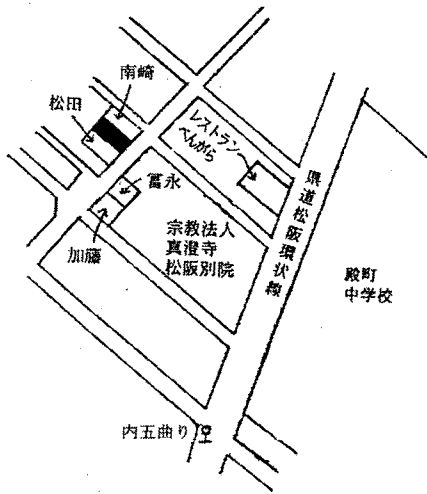 南崎
松田
レストラン
べんがら
冨永
加藤
宗教法人
真澄寺
松阪別院
県道松阪環状線
殿町
中学校
内五曲り